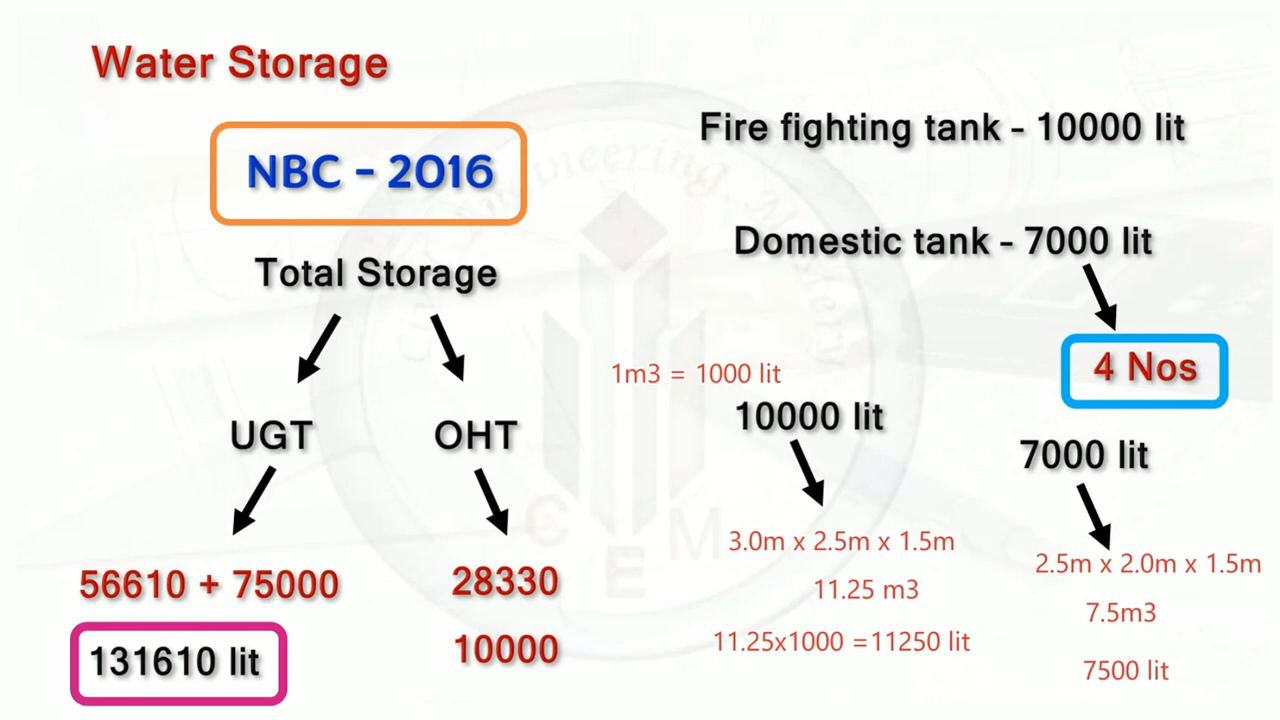 Water Storage
NBC - 2016
Total Storage
UGT
OHT
56610 + 75000
131610 lit
28330
10000
Fire fighting tank - 10000 lit
Domestic tank - 7000 lit
4 Nos
1m3 = 1000 lit
10000 lit
3.0m x 2.5m x 1.5m
11.25 m3
11.25x1000 =11250 lit
7000 lit
2.5m x 2.0m x 1.5m
7.5m3
7500 lit
C
E
M